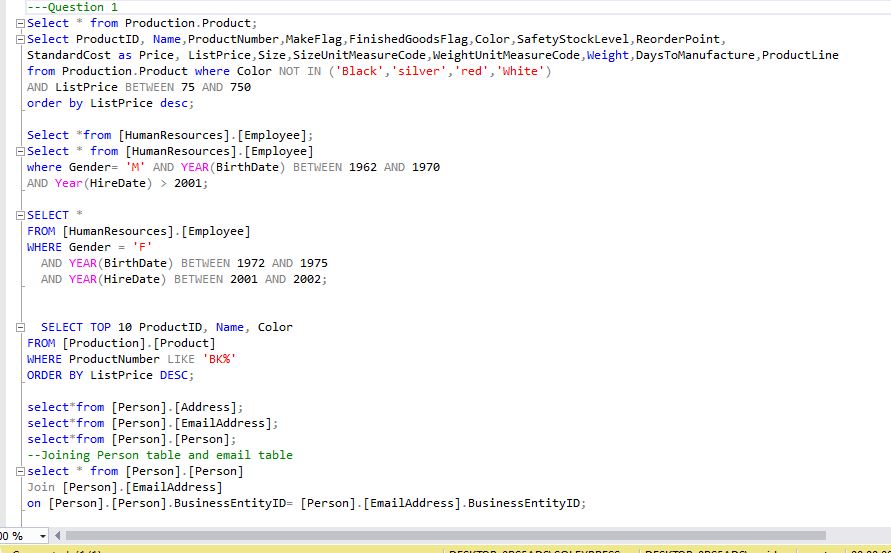 ---Question 1
Select * from Production.Product;
Select ProductID, Name,ProductNumber,MakeFlag,FinishedGoodsFlag,Color,SafetyStockLevel,ReorderPoint,
StandardCost as Price, ListPrice,Size,SizeUnitMeasureCode,WeightUnitMeasureCode,Weight,DaysToManufacture,ProductLine
from Production.Product where Color NOT IN ('Black','silver','red','White')
AND ListPrice BETWEEN 75 AND 750
order by ListPrice desc;
Select *from [HumanResources].[Employee];
Select * from [HumanResources].[Employee]
where Gender= 'M' AND YEAR(BirthDate) BETWEEN 1962 AND 1970
AND Year(HireDate) > 2001;
SELECT *
FROM [HumanResources].[Employee]
WHERE Gender = 'F'
AND YEAR(BirthDate) BETWEEN 1972 AND 1975
AND YEAR(HireDate) BETWEEN 2001 AND 2002;
SELECT TOP 10 ProductID, Name, Color
FROM [Production].[Product]
WHERE ProductNumber LIKE 'BK%'
ORDER BY ListPrice DESC;
select*from [Person].[Address];
select*from [Person].[EmailAddress];
select*from [Person].[Person];
--Joining Person table and email table
select * from [Person].[Person]
Join [Person].[EmailAddress]
on [Person].[Person].BusinessEntityID= [Person].[EmailAddress].BusinessEntityID;